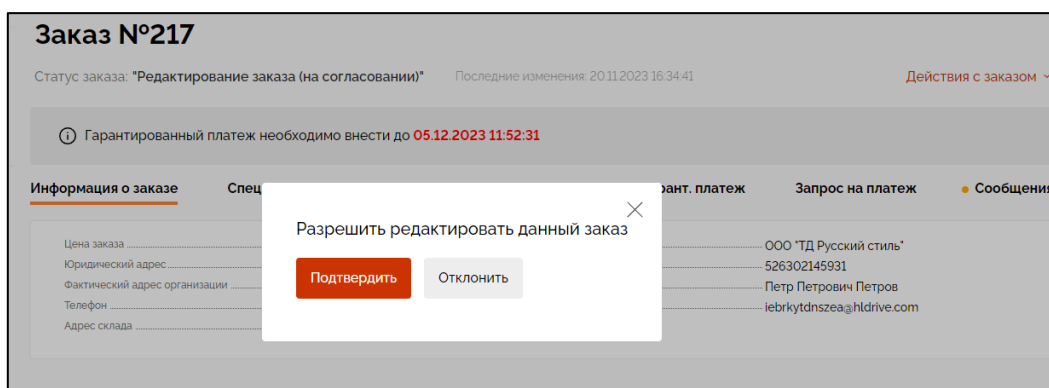 Заказ №217
Статус заказа: "Редактирование заказа (на согласовании)" Последние изменения: 20.11.2023 16:34:41 Действия с заказом
Гарантированный платеж необходимо внести до 05.12.2023 11:52:31
Информация о заказе Спец рант. платеж Запрос на платеж Сообщения
Разрешить редактировать данный заказ
Подтвердить Отклонить
Цена заказа ООО "ТД Русский стиль"
Юридический адрес 526302145931
Фактический адрес организации Петр Петрович Петров
Телефон iebrkytdnszea@hldrive.com
Адрес склада